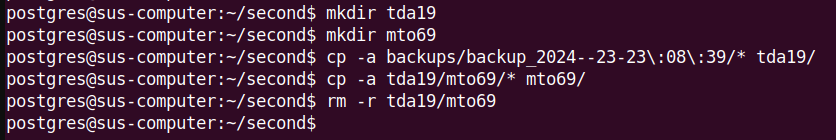 postgres@sus-computer:~/second$ mkdir tda19
postgres@sus-computer:~/second$ mkdir mto69
postgres@sus-computer:~/second$ cp -a backups/backup_2024--23-23\:08\:39/* tda19/
postgres@sus-computer:~/second$ cp -a tda19/mto69/* mto69/
postgres@sus-computer:~/second$ rm -r tda19/mto69
postgres@sus-computer:~/second$